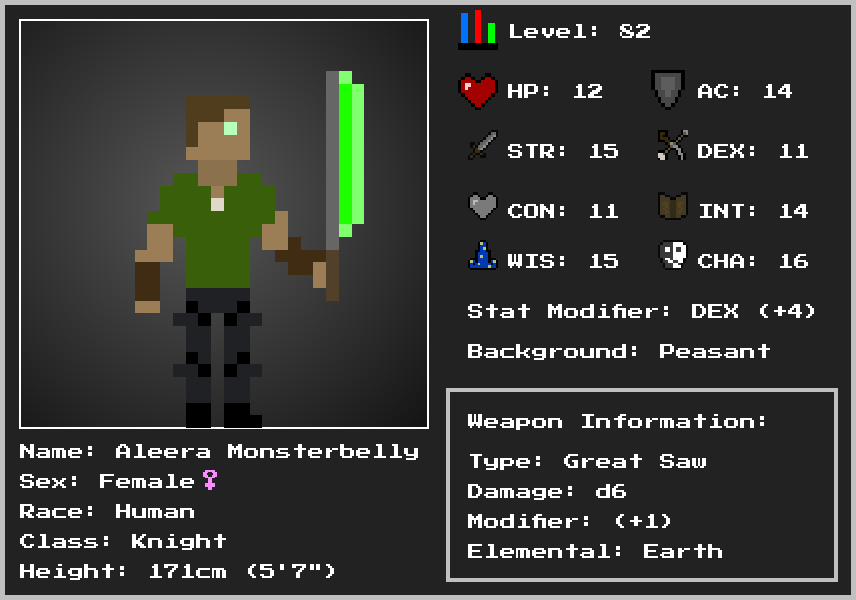 Level: 82
HP: 12 AC: 14
STR: 15 DEX: 11
CON: 11 INT: 14
WIS: 15 CHA: 16
Stat Modifier: DEX (+4)
Background: Peasant
Weapon Information:
Type: Great Saw
Damage: d6
Modifier: (+1)
Elemental: Earth
Name: Aleera Monsterbelly
Sex: Female♀
Race: Human
Class: Knight
Height: 171cm (5'7")